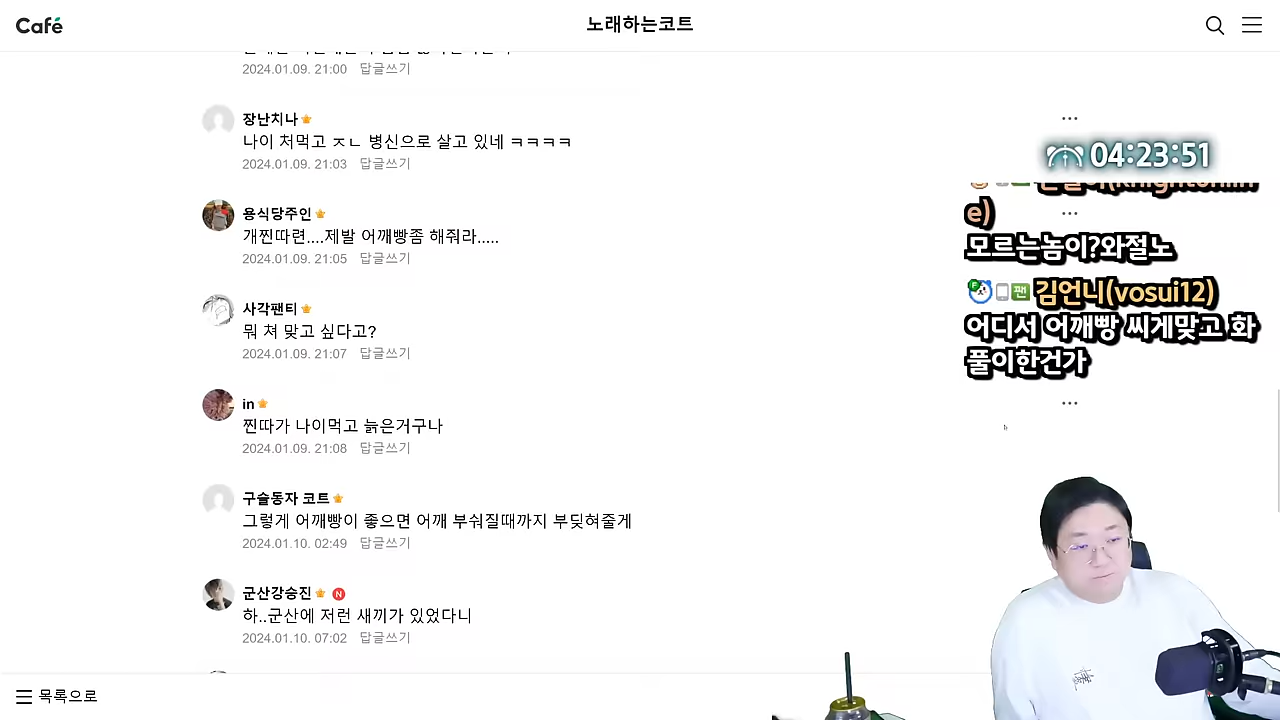 Café
노래하는코트
2024.01.09. 21:00 답글쓰기
장난치나
나이 처먹고 ㅈㄴ 병신으로 살고 있네 ㅋㅋㅋㅋ
2024.01.09. 21:03 답글쓰기
용식당주인
개찐따련....제발 어깨빵좀 해줘라.....
2024.01.09. 21:05 답글쓰기
사각팬티
뭐 쳐 맞고 싶다고?
2024.01.09. 21:07 답글쓰기
in
찐따가 나이먹고 늙은거구나
2024.01.09. 21:08 답글쓰기
구슬동자 코트
그렇게 어깨빵이 좋으면 어깨 부숴질때까지 부딪혀줄게
2024.01.10. 02:49 답글쓰기
군산강승진 N
하..군산에 저런 새끼가 있었다니
2024.01.10. 07:02 답글쓰기
목록으로
04:23:51
e)
모르는놈이?와절노
F 팬 김언니(vosui12)
어디서 어깨빵 씨게맞고 화
풀이한건가